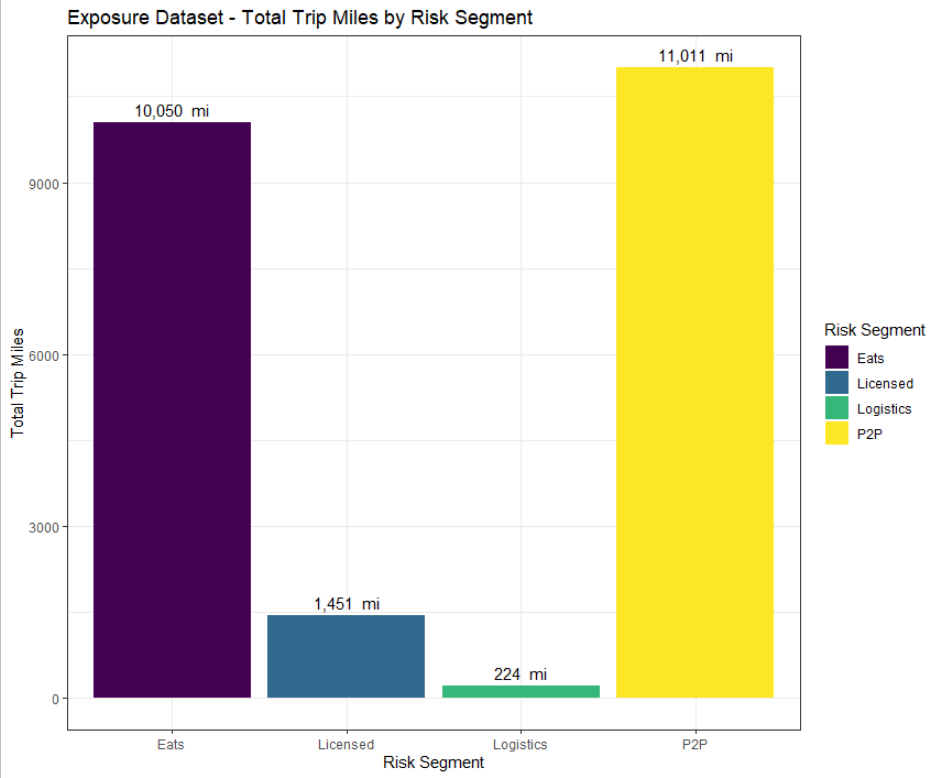 Exposure Dataset - Total Trip Miles by Risk Segment
11,011 mi
10,050 mi
9000
6000
3000
0
Total Trip Miles
1,451 mi
224 mi
Eats
Licensed
Logistics
P2P
Risk Segment
Risk Segment
Eats
Licensed
Logistics
P2P